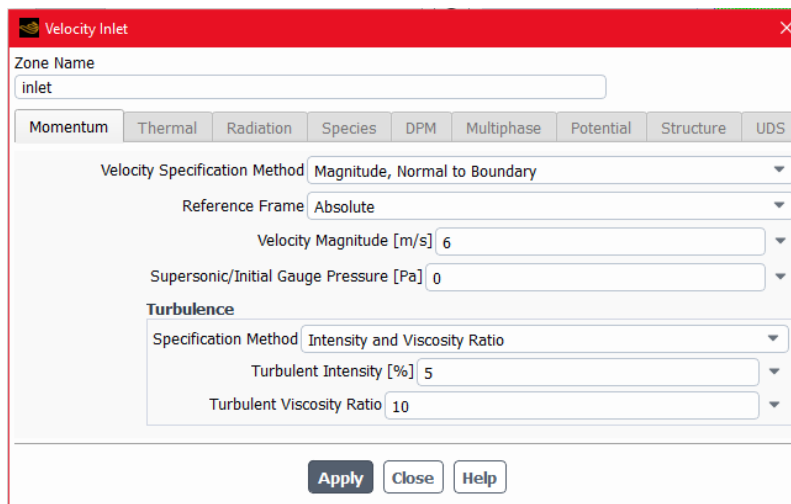 Velocity Inlet
Zone Name
inlet
Momentum Thermal Radiation Species DPM Multiphase Potential Structure UDS
Velocity Specification Method Magnitude, Normal to Boundary
Reference Frame Absolute
Velocity Magnitude [m/s] 6
Supersonic/Initial Gauge Pressure [Pa] 0
Turbulence
Specification Method Intensity and Viscosity Ratio
Turbulent Intensity [%] 5
Turbulent Viscosity Ratio 10
Apply Close Help